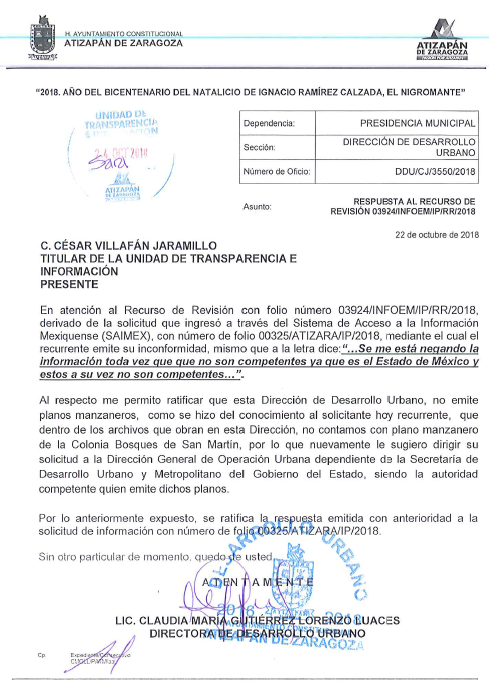 H. AYUNTAMIENTO CONSTITUCIONAL
ATIZAPÁN DE ZARAGOZA
ATIZAPÁN
DE ZARAGOZA
"2018. AÑO DEL BICENTENARIO DEL NATALICIO DE IGNACIO RAMÍREZ CALZADA, EL NIGROMANTE"
UNIDAD DE
TRANSPARENCIA
E INFORMACIÓN
24 OCT 2018
ATIZAPÁN
DE ZARAGOZA
Dependencia: PRESIDENCIA MUNICIPAL
Sección: DIRECCIÓN DE DESARROLLO
URBANO
Número de Oficio: DDU/CJ/3550/2018
Asunto: RESPUESTA AL RECURSO DE
REVISIÓN 03924/INFOEM/IP/RR/2018
22 de octubre de 2018
C. CÉSAR VILLAFÁN JARAMILLO
TITULAR DE LA UNIDAD DE TRANSPARENCIA E
INFORMACIÓN
PRESENTE
En atención al Recurso de Revisión con folio número 03924/INFOEM/IP/RR/2018,
derivado de la solicitud que ingresó a través del Sistema de Acceso a la Información
Mexiquense (SAIMEX), con número de folio 00325/ATIZARA/IP/2018, mediante el cual el
recurrente emite su inconformidad, mismo que a la letra dice:"...Se me está negando la
información toda vez que que no son competentes ya que es el Estado de México y
estos a su vez no son competentes..."..
Al respecto me permito ratificar que esta Dirección de Desarrollo Urbano, no emite
planos manzaneros, como se hizo del conocimiento al solicitante hoy recurrente, que
dentro de los archivos que obran en esta Dirección, no contamos con plano manzanero
de la Colonia Bosques de San Martin, por lo que nuevamente le sugiero dirigir su
solicitud a la Dirección General de Operación Urbana dependiente de la Secretaría de
Desarrollo Urbano y Metropolitano del Gobierno del Estado, siendo la autoridad
competente quien emite dichos planos.
Por lo anteriormente expuesto, se ratifica la respuesta emitida con anterioridad a la
solicitud de información con número de folio 00325/ATIZARA/IP/2018.
Sin otro particular de momento, quedo de usted.
A T E N T A M E N T E
LIC. CLAUDIA MARÍA GUTIÉRREZ LORENZO LUACES
DIRECTORA DE DESARROLLO URBANO
DE DESARROLLO URBANO
ATIZAPÁN DE ZARAGOZA
Cp. Expediente/Consecutivo